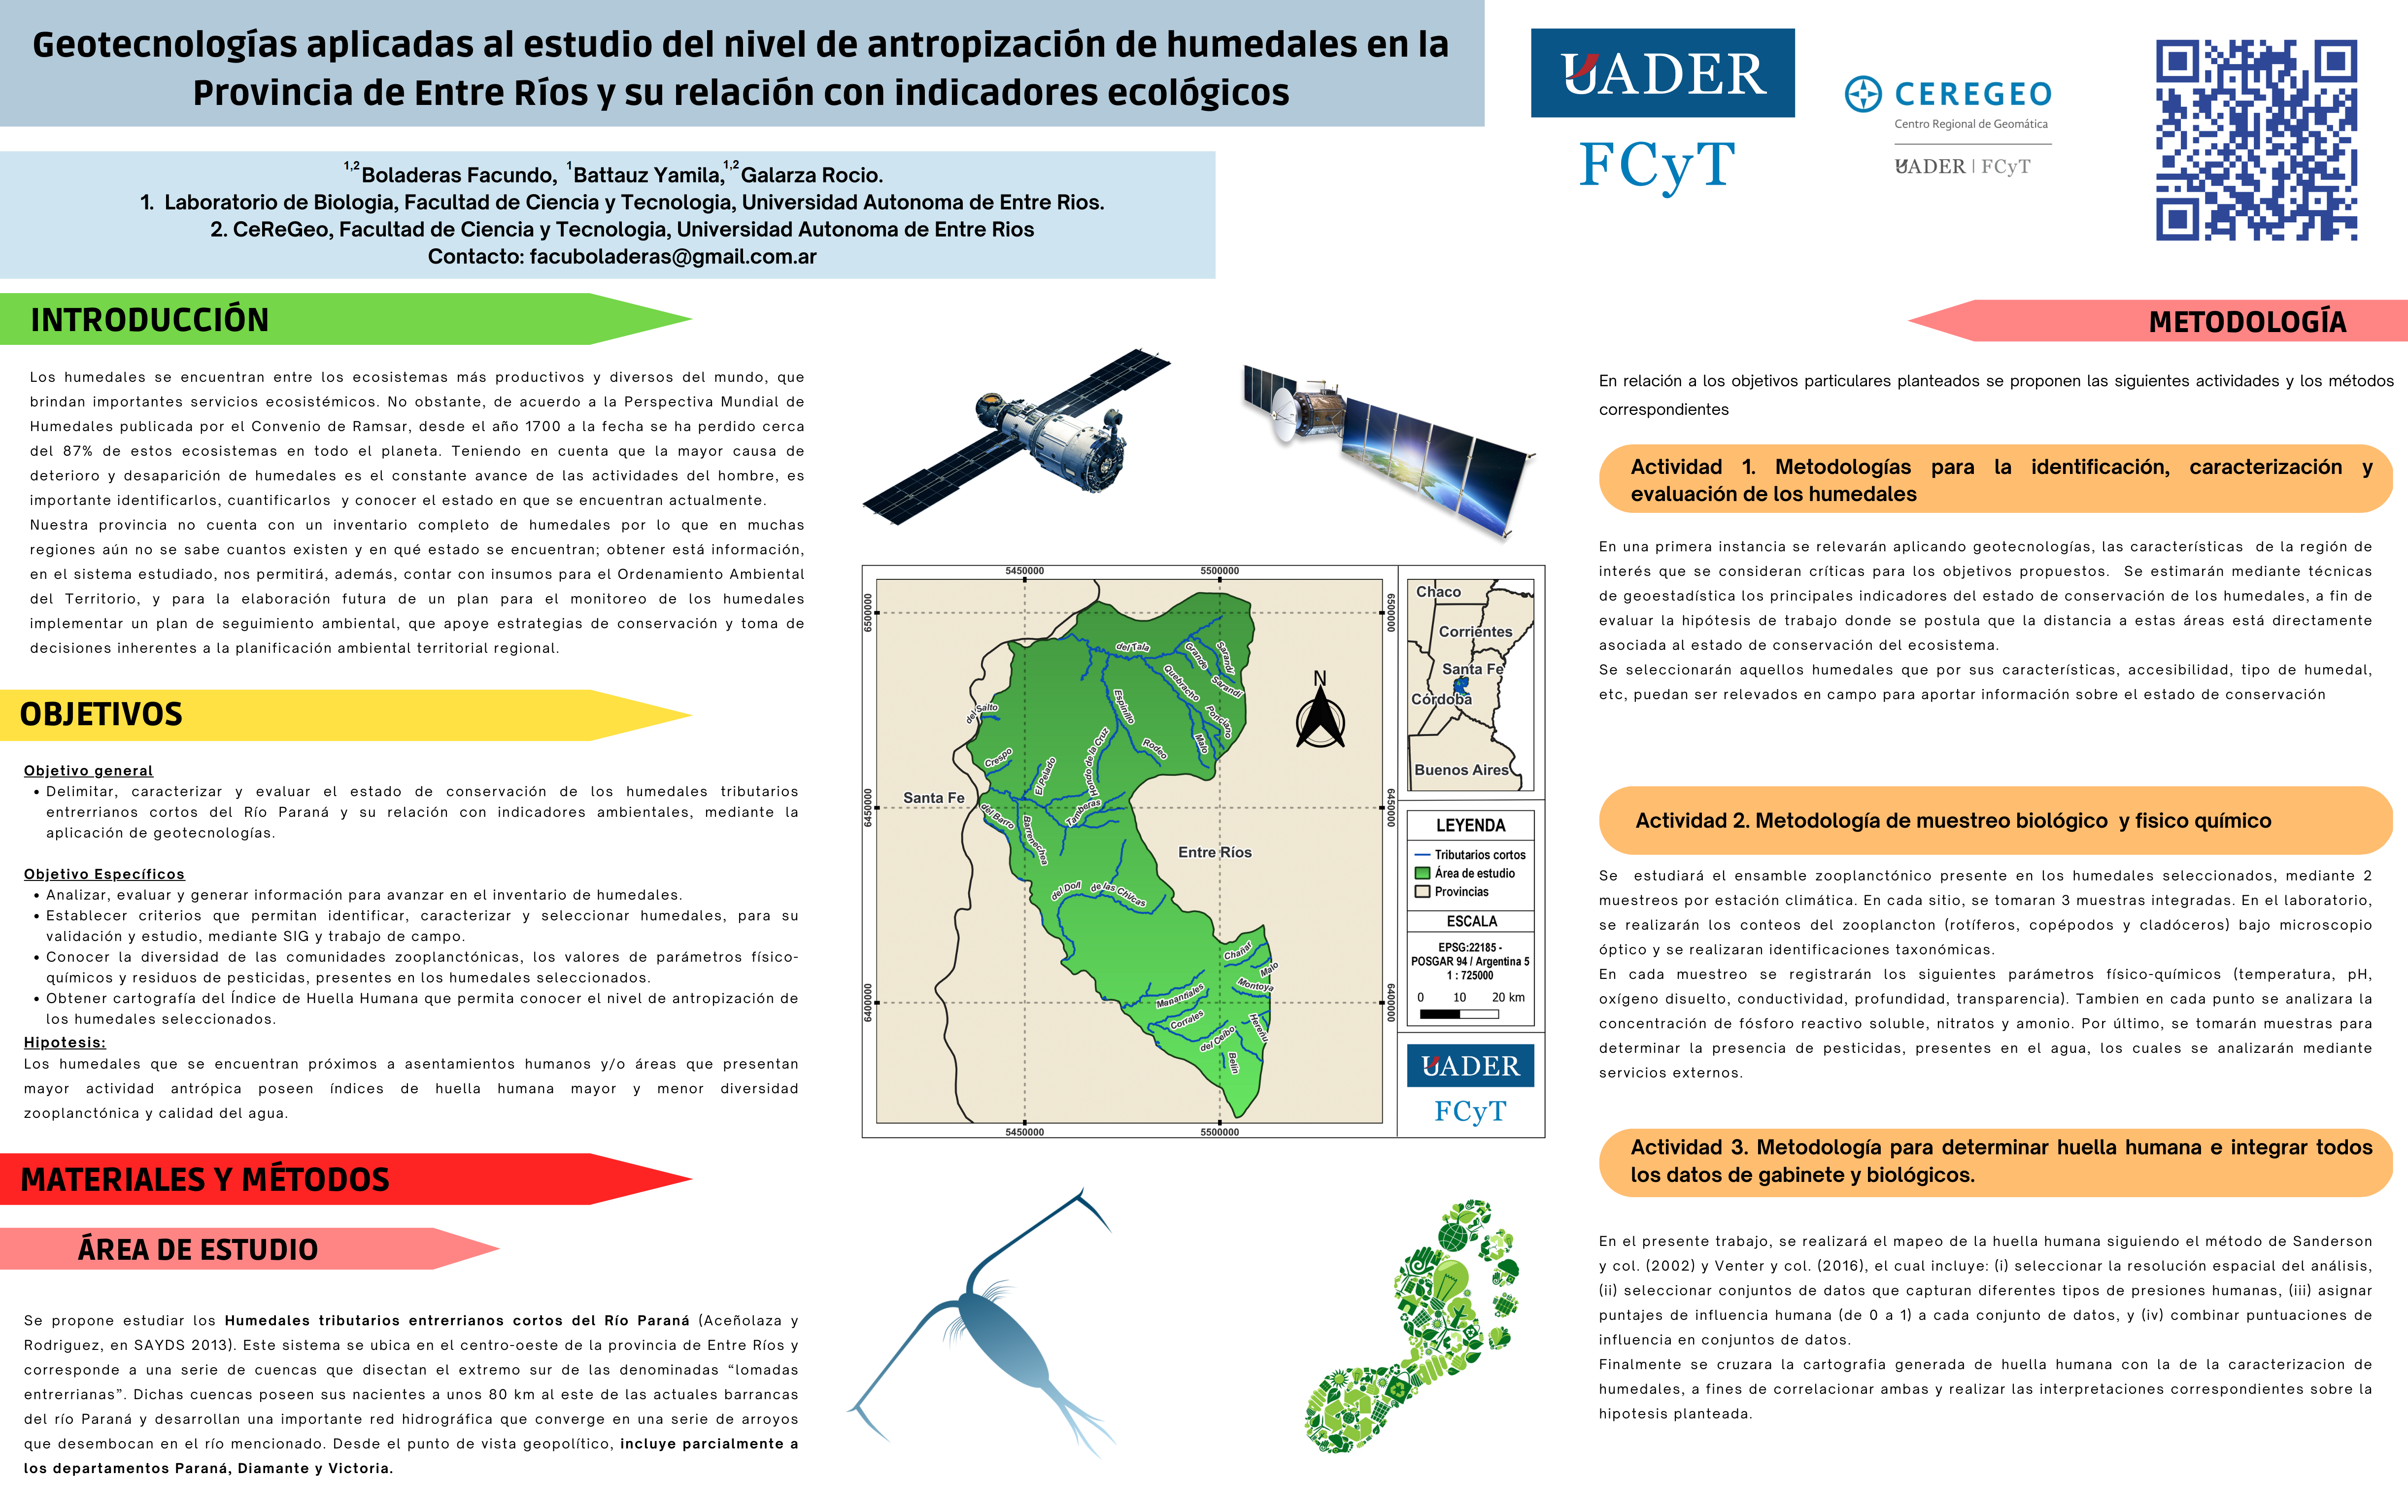 Geotecnologías aplicadas al estudio del nivel de antropización de humedales en la
Provincia de Entre Ríos y su relación con indicadores ecológicos
1,2 Boladeras Facundo, 1 Battauz Yamila, 1,2 Galarza Rocio.
1. Laboratorio de Biologia, Facultad de Ciencia y Tecnologia, Universidad Autonoma de Entre Rios.
2. CeReGeo, Facultad de Ciencia y Tecnologia, Universidad Autonoma de Entre Rios
Contacto: facuboladeras@gmail.com.ar
UADER
FCyT
CEREGEO
Centro Regional de Geomática
UADER | FCyT
INTRODUCCIÓN
Los humedales se encuentran entre los ecosistemas más productivos y diversos del mundo, que
brindan importantes servicios ecosistémicos. No obstante, de acuerdo a la Perspectiva Mundial de
Humedales publicada por el Convenio de Ramsar, desde el año 1700 a la fecha se ha perdido cerca
del 87% de estos ecosistemas en todo el planeta. Teniendo en cuenta que la mayor causa de
deterioro y desaparición de humedales es el constante avance de las actividades del hombre, es
importante identificarlos, cuantificarlos y conocer el estado en que se encuentran actualmente.
Nuestra provincia no cuenta con un inventario completo de humedales por lo que en muchas
regiones aún no se sabe cuantos existen y en qué estado se encuentran; obtener está información,
en el sistema estudiado, nos permitirá, además, contar con insumos para el Ordenamiento Ambiental
del Territorio, y para la elaboración futura de un plan para el monitoreo de los humedales
implementar un plan de seguimiento ambiental, que apoye estrategias de conservación y toma de
decisiones inherentes a la planificación ambiental territorial regional.
OBJETIVOS
Objetivo general
• Delimitar, caracterizar y evaluar el estado de conservación de los humedales tributarios
entrerrianos cortos del Río Paraná y su relación con indicadores ambientales, mediante la
aplicación de geotecnologías.
Objetivo Específicos
• Analizar, evaluar y generar información para avanzar en el inventario de humedales.
• Establecer criterios que permitan identificar, caracterizar y seleccionar humedales, para su
validación y estudio, mediante SIG y trabajo de campo.
• Conocer la diversidad de las comunidades zooplanctónicas, los valores de parámetros físico-
químicos y residuos de pesticidas, presentes en los humedales seleccionados.
• Obtener cartografía del Índice de Huella Humana que permita conocer el nivel de antropización de
los humedales seleccionados.
Hipotesis:
Los humedales que se encuentran próximos a asentamientos humanos y/o áreas que presentan
mayor actividad antrópica poseen índices de huella humana mayor y menor diversidad
zooplanctónica y calidad del agua.
MATERIALES Y MÉTODOS
ÁREA DE ESTUDIO
Se propone estudiar los Humedales tributarios entrerrianos cortos del Río Paraná (Aceñolaza y
Rodriguez, en SAYDS 2013). Este sistema se ubica en el centro-oeste de la provincia de Entre Ríos y
corresponde a una serie de cuencas que disectan el extremo sur de las denominadas “lomadas
entrerrianas”. Dichas cuencas poseen sus nacientes a unos 80 km al este de las actuales barrancas
del río Paraná y desarrollan una importante red hidrográfica que converge en una serie de arroyos
que desembocan en el río mencionado. Desde el punto de vista geopolítico, incluye parcialmente a
los departamentos Paraná, Diamante y Victoria.
5450000
5500000
6500000
6500000
del Tala
Grande
Sarandí
Sarandí
Quebracho
Espinillo
Ponciano
Malo
Rodeo
del Salto
Crespo
El Pelado
Hondo de la Cruz
Tamberas
del Barro
Barrenechea
Santa Fe
6450000
6450000
Entre Ríos
del Doll
de las Chicas
Chañar
Malo
Montoya
Manantiales
Corrales
del Ceibo
Hereñu
Belin
6400000
6400000
5450000
5500000
N
Chaco
Corrientes
Santa Fe
Córdoba
Buenos Aires
LEYENDA
Tributarios cortos
Área de estudio
Provincias
ESCALA
EPSG:22185 -
POSGAR 94 / Argentina 5
1 : 725000
0 10 20 km
UADER
FCyT
METODOLOGÍA
En relación a los objetivos particulares planteados se proponen las siguientes actividades y los métodos
correspondientes
Actividad 1. Metodologías para la identificación, caracterización y
evaluación de los humedales
En una primera instancia se relevarán aplicando geotecnologías, las características de la región de
interés que se consideran críticas para los objetivos propuestos. Se estimarán mediante técnicas
de geoestadística los principales indicadores del estado de conservación de los humedales, a fin de
evaluar la hipótesis de trabajo donde se postula que la distancia a estas áreas está directamente
asociada al estado de conservación del ecosistema.
Se seleccionarán aquellos humedales que por sus características, accesibilidad, tipo de humedal,
etc, puedan ser relevados en campo para aportar información sobre el estado de conservación
Actividad 2. Metodología de muestreo biológico y fisico químico
Se estudiará el ensamble zooplanctónico presente en los humedales seleccionados, mediante 2
muestreos por estación climática. En cada sitio, se tomaran 3 muestras integradas. En el laboratorio,
se realizarán los conteos del zooplancton (rotíferos, copépodos y cladóceros) bajo microscopio
óptico y se realizaran identificaciones taxonómicas.
En cada muestreo se registrarán los siguientes parámetros físico-químicos (temperatura, pH,
oxígeno disuelto, conductividad, profundidad, transparencia). Tambien en cada punto se analizara la
concentración de fósforo reactivo soluble, nitratos y amonio. Por último, se tomarán muestras para
determinar la presencia de pesticidas, presentes en el agua, los cuales se analizarán mediante
servicios externos.
Actividad 3. Metodología para determinar huella humana e integrar todos
los datos de gabinete y biológicos.
En el presente trabajo, se realizará el mapeo de la huella humana siguiendo el método de Sanderson
y col. (2002) y Venter y col. (2016), el cual incluye: (i) seleccionar la resolución espacial del análisis,
(ii) seleccionar conjuntos de datos que capturan diferentes tipos de presiones humanas, (iii) asignar
puntajes de influencia humana (de 0 a 1) a cada conjunto de datos, y (iv) combinar puntuaciones de
influencia en conjuntos de datos.
Finalmente se cruzara la cartografia generada de huella humana con la de la caracterizacion de
humedales, a fines de correlacionar ambas y realizar las interpretaciones correspondientes sobre la
hipotesis planteada.